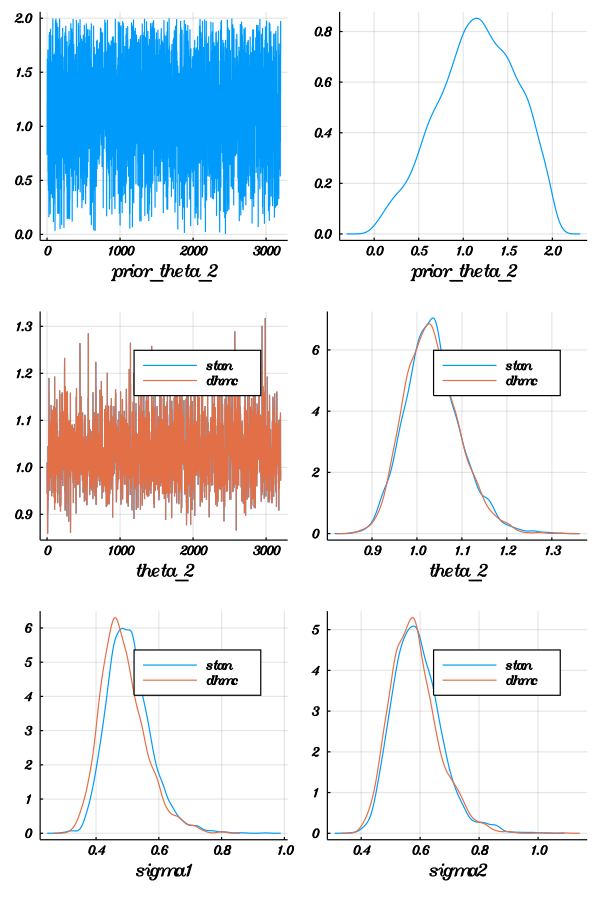 2.0
1.5
1.0
0.5
0.0
0 1000 2000 3000
prior_theta_2
0.8
0.6
0.4
0.2
0.0
0.0 0.5 1.0 1.5 2.0
prior_theta_2
1.3
1.2
1.1
1.0
0.9
stan
dhmc
0 1000 2000 3000
theta_2
6
4
2
0
stan
dhmc
0.9 1.0 1.1 1.2 1.3
theta_2
6
5
4
3
2
1
0
stan
dhmc
0.4 0.6 0.8 1.0
sigma1
5
4
3
2
1
0
stan
dhmc
0.4 0.6 0.8 1.0
sigma2